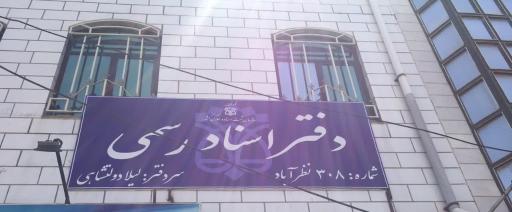 دفتر اسناد رسمی
شماره: ۳۰۸ نظرآباد
سردفتر: لیلا دولتشاهی